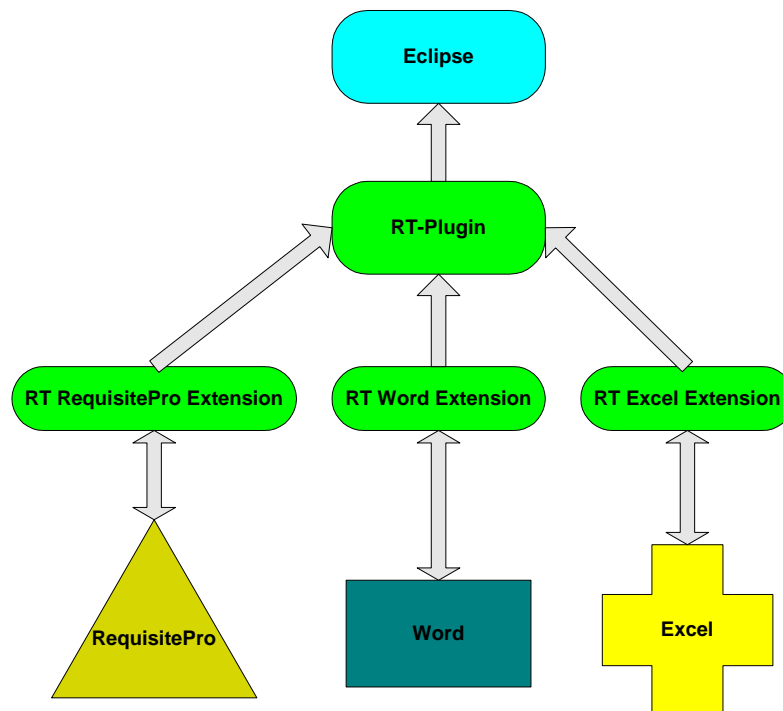 Eclipse
RT-Plugin
RT RequisitePro Extension
RT Word Extension
RT Excel Extension
RequisitePro
Word
Excel